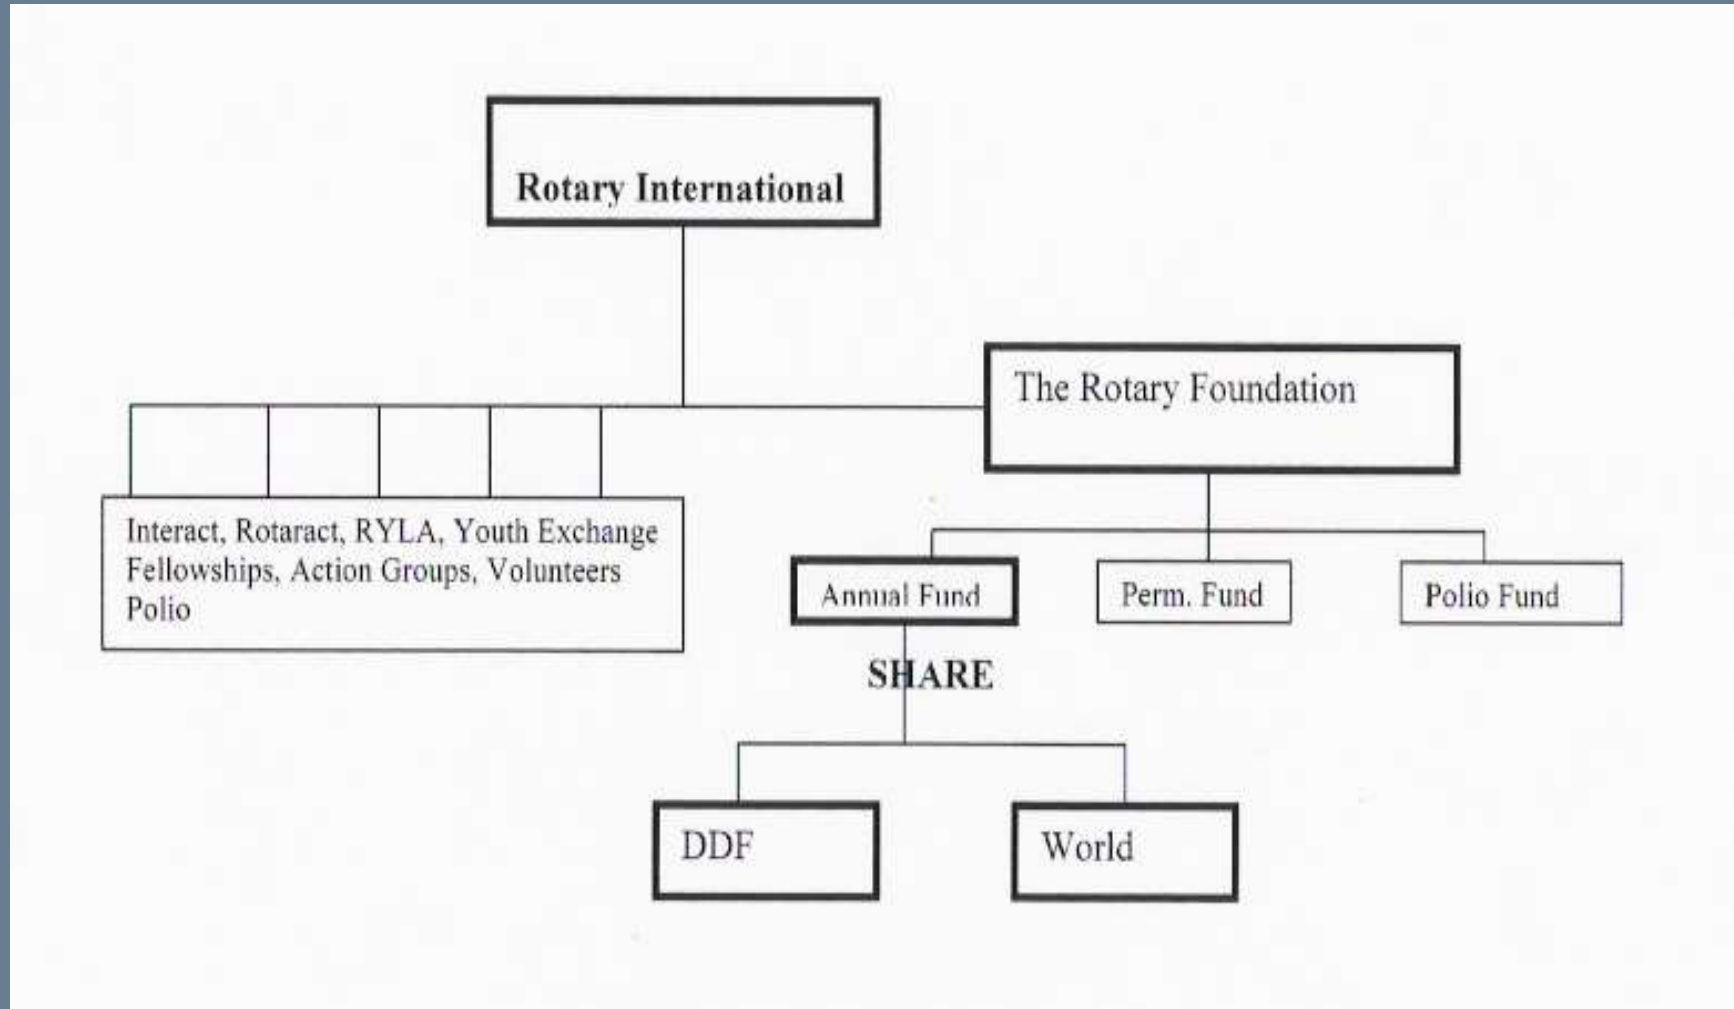 Rotary International
The Rotary Foundation
Interact, Rotaract, RYLA, Youth Exchange
Fellowships, Action Groups, Volunteers
Polio
Annual Fund
Perm. Fund
Polio Fund
SHARE
DDF
World